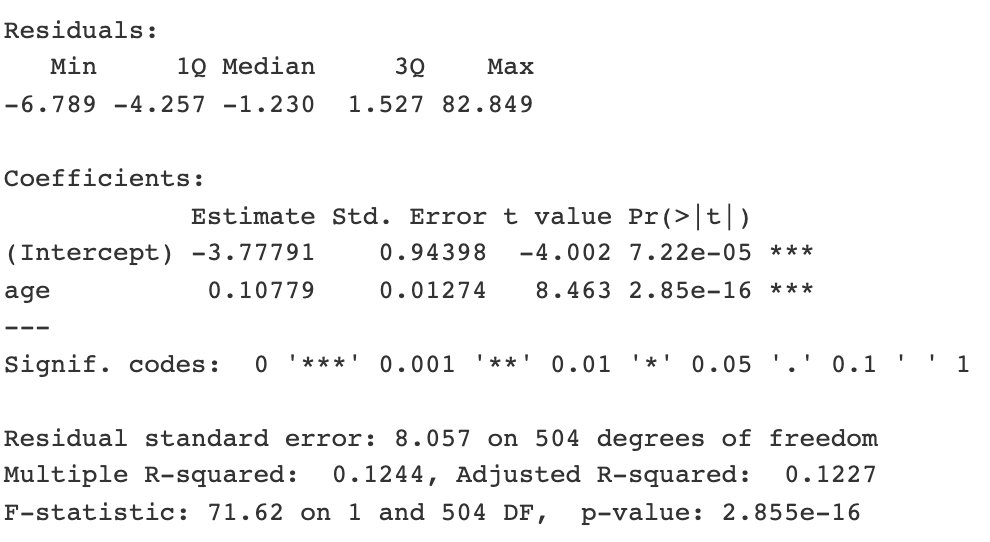 Residuals:
   Min     1Q Median     3Q    Max
-6.789 -4.257 -1.230  1.527 82.849
Coefficients:
            Estimate Std. Error t value Pr(>|t|)
(Intercept) -3.77791    0.94398  -4.002 7.22e-05 ***
age          0.10779    0.01274   8.463 2.85e-16 ***
---
Signif. codes:  0 '***' 0.001 '**' 0.01 '*' 0.05 '.' 0.1 ' ' 1
Residual standard error: 8.057 on 504 degrees of freedom
Multiple R-squared:  0.1244, Adjusted R-squared:  0.1227
F-statistic: 71.62 on 1 and 504 DF,  p-value: 2.855e-16